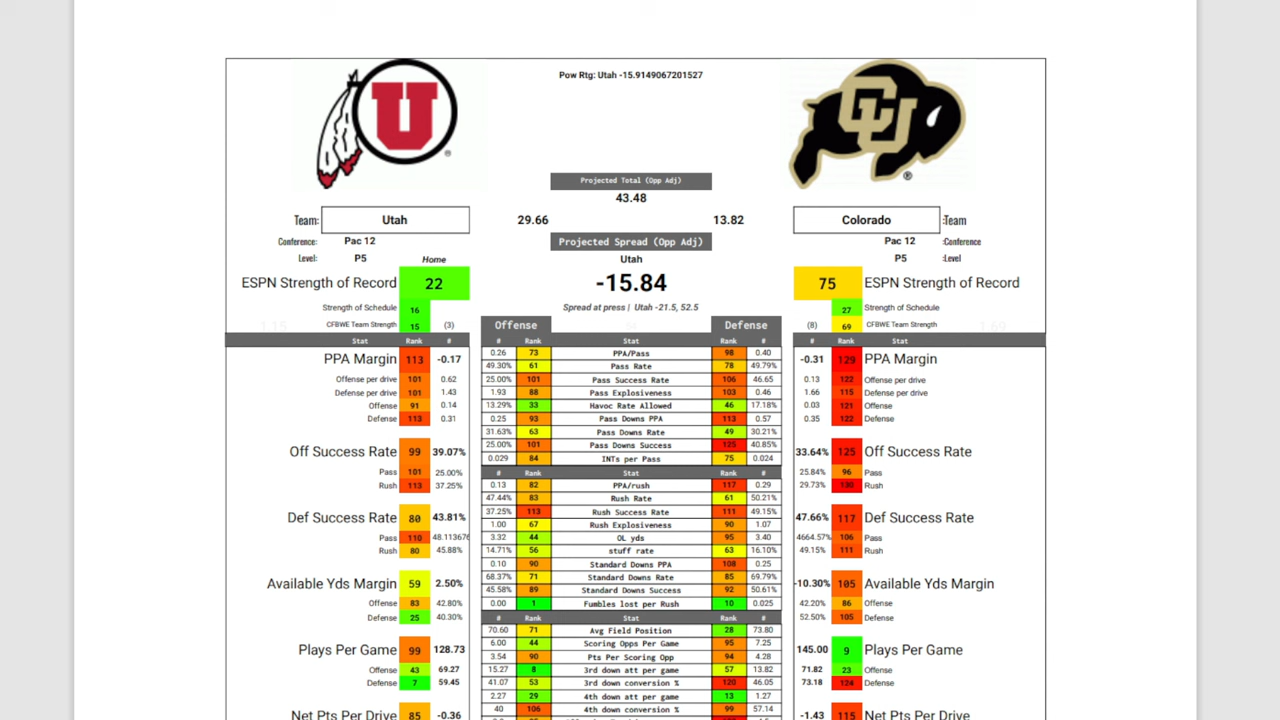 Pow Rtg: Utah -15.9149067201527
U
®
CU
®
Projected Total (Opp Adj)
43.48
Team: Utah 29.66 13.82 Colorado :Team
Conference: Pac 12 Projected Spread (Opp Adj) Pac 12 :Conference
Level: P5 Home Utah P5 :Level
ESPN Strength of Record 22 -15.84 75 ESPN Strength of Record
Strength of Schedule 16 Spread at press | Utah -21.5, 52.5 27 Strength of Schedule
CFBWE Team Strength 15 (3) Offense Defense (8) 69 CFBWE Team Strength
Stat Rank # # Rank Stat Rank # # Rank Stat
PPA Margin 113 -0.17 0.26 73 PPA/Pass 98 0.40 -0.31 129 PPA Margin
49.30% 61 Pass Rate 78 49.79%
Offense per drive 101 0.62 25.00% 101 Pass Success Rate 106 46.65 0.13 122 Offense per drive
Defense per drive 101 1.43 1.93 88 Pass Explosiveness 103 0.46 1.66 115 Defense per drive
Offense 91 0.14 13.29% 33 Havoc Rate Allowed 46 17.18% 0.03 121 Offense
Defense 113 0.31 0.25 93 Pass Downs PPA 113 0.57 0.35 122 Defense
31.63% 63 Pass Downs Rate 49 30.21%
Off Success Rate 99 39.07% 25.00% 101 Pass Downs Success 125 40.85% 33.64% 125 Off Success Rate
0.029 84 INTs per Pass 75 0.024
Pass 101 25.00% # Rank Stat Rank # 25.84% 96 Pass
Rush 113 37.25% 0.13 82 PPA/rush 117 0.29 29.73% 130 Rush
47.44% 83 Rush Rate 61 50.21%
Def Success Rate 80 43.81% 37.25% 113 Rush Success Rate 111 49.15% 47.66% 117 Def Success Rate
1.00 67 Rush Explosiveness 90 1.07
Pass 110 48.113676 3.32 44 OL yds 95 3.40 4664.57% 106 Pass
Rush 80 45.88% 14.71% 56 stuff rate 63 16.10% 49.15% 111 Rush
0.10 90 Standard Downs PPA 108 0.25
Available Yds Margin 59 2.50% 68.37% 71 Standard Downs Rate 85 69.79% -10.30% 105 Available Yds Margin
45.58% 89 Standard Downs Success 92 50.61%
Offense 83 42.80% 0.00 1 Fumbles lost per Rush 10 0.025 42.20% 86 Offense
Defense 25 40.30% # Rank Stat Rank # 52.50% 105 Defense
70.60 71 Avg Field Position 28 73.80
Plays Per Game 99 128.73 6.00 44 Scoring Opps Per Game 95 7.25 145.00 9 Plays Per Game
3.54 90 Pts Per Scoring Opp 94 4.28
Offense 43 69.27 15.27 8 3rd down att per game 57 13.82 71.82 23 Offense
Defense 7 59.45 41.07 53 3rd down conversion % 120 46.05 73.18 124 Defense
2.27 29 4th down att per game 13 1.27
Net Pts Per Drive 85 -0.36 40 106 4th down conversion % 99 57.14 -1.43 115 Net Pts Per Drive